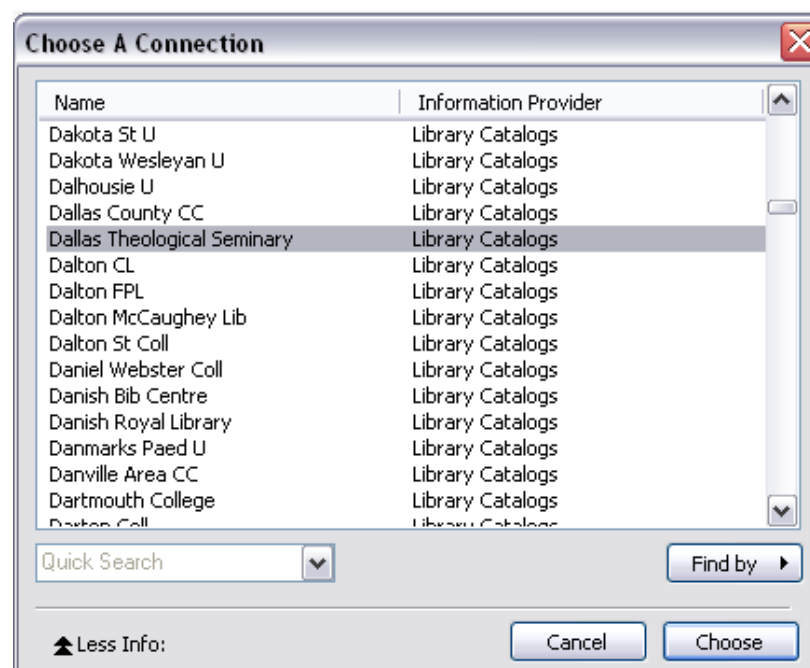 Choose A Connection
Name Information Provider
Dakota St U Library Catalogs
Dakota Wesleyan U Library Catalogs
Dalhousie U Library Catalogs
Dallas County CC Library Catalogs
Dallas Theological Seminary Library Catalogs
Dalton CL Library Catalogs
Dalton FPL Library Catalogs
Dalton McCaughey Lib Library Catalogs
Dalton St Coll Library Catalogs
Daniel Webster Coll Library Catalogs
Danish Bib Centre Library Catalogs
Danish Royal Library Library Catalogs
Danmarks Paed U Library Catalogs
Danville Area CC Library Catalogs
Dartmouth College Library Catalogs
Darton Coll Library Catalogs
Quick Search Find by
Less Info: Cancel Choose